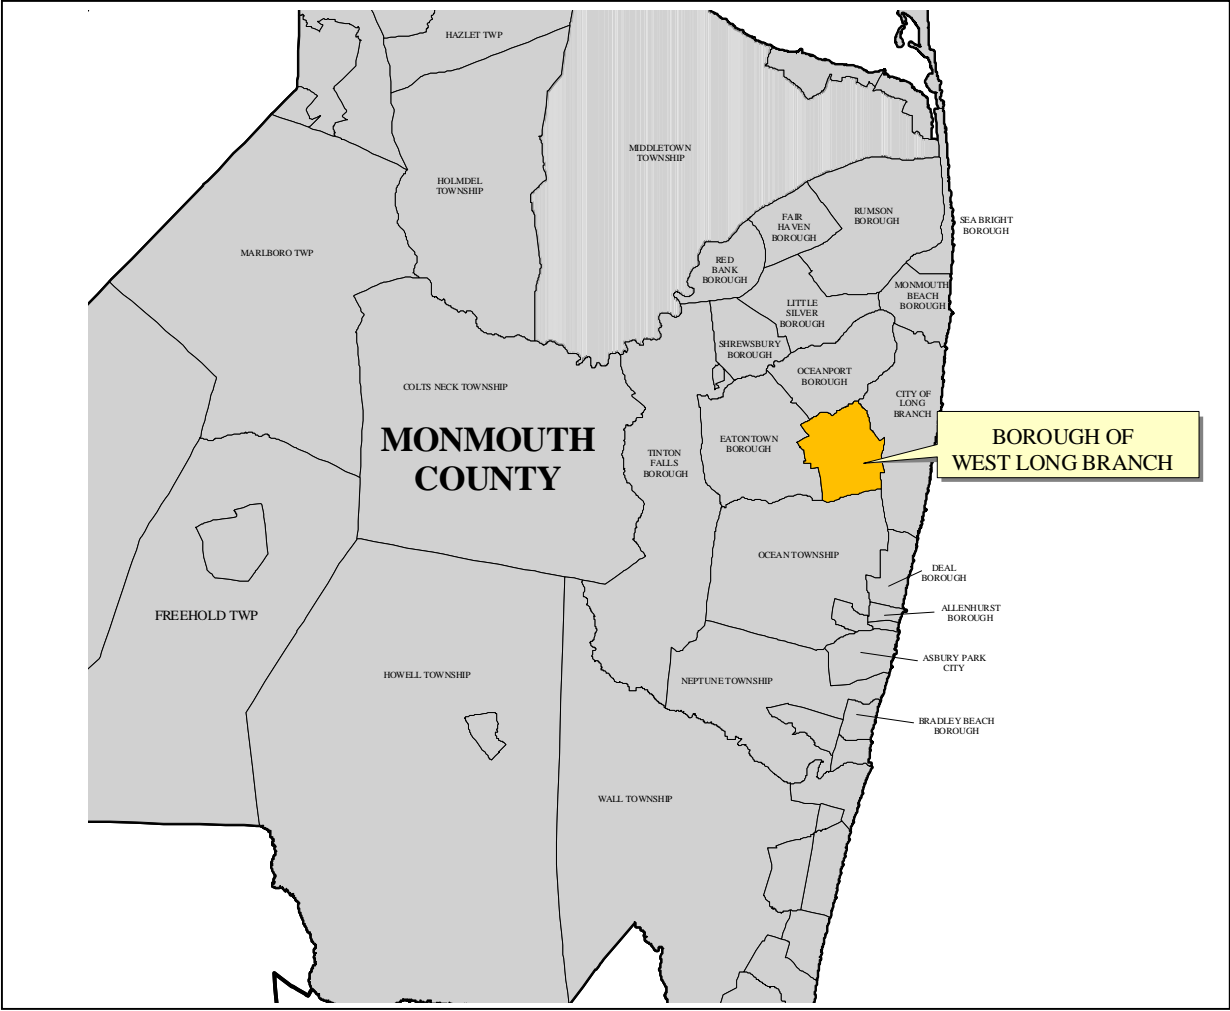 HAZLET TWP
MIDDLETOWN
TOWNSHIP
HOLMDEL
TOWNSHIP
RUMSON
BOROUGH
FAIR
HAVEN
BOROUGH
SEA BRIGHT
BOROUGH
MARLBORO TWP
RED
BANK
BOROUGH
MONMOUTH
BEACH
BOROUGH
LITTLE
SILVER
BOROUGH
SHREWSBURY
BOROUGH
OCEANPORT
BOROUGH
COLTS NECK TOWNSHIP
CITY OF
LONG
BRANCH
MONMOUTH
COUNTY
EATONTOWN
BOROUGH
BOROUGH OF
WEST LONG BRANCH
TINTON
FALLS
BOROUGH
OCEAN TOWNSHIP
DEAL
BOROUGH
FREEHOLD TWP
ALLENHURST
BOROUGH
ASBURY PARK
CITY
HOWELL TOWNSHIP
NEPTUNE TOWNSHIP
BRADLEY BEACH
BOROUGH
WALL TOWNSHIP